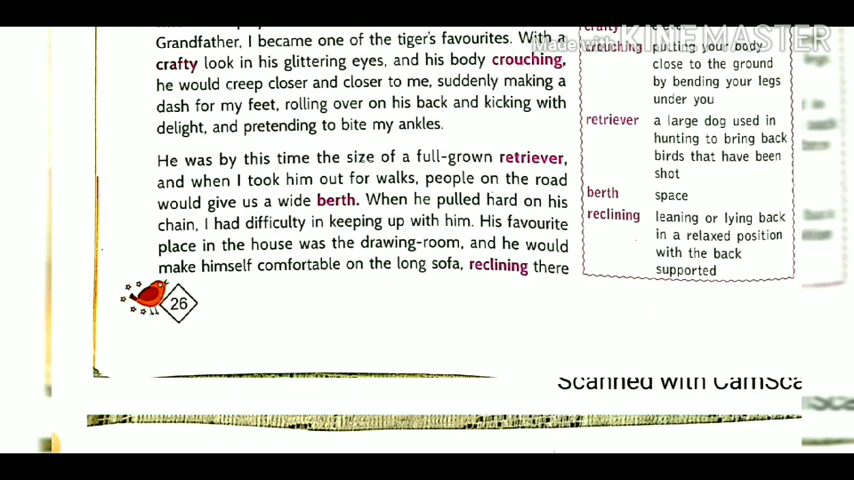 Grandfather, I became one of the tiger's favourites. With a
crafty look in his glittering eyes, and his body crouching,
he would creep closer and closer to me, suddenly making a
dash for my feet, rolling over on his back and kicking with
delight, and pretending to bite my ankles.
He was by this time the size of a full-grown retriever,
and when I took him out for walks, people on the road
would give us a wide berth. When he pulled hard on his
chain, I had difficulty in keeping up with him. His favourite
place in the house was the drawing-room, and he would
make himself comfortable on the long sofa, reclining there
26
crafty
Made with KINEMASTER
crouching putting your body
close to the ground
by bending your legs
under you
retriever a large dog used in
hunting to bring back
birds that have been
shot
berth space
reclining leaning or lying back
in a relaxed position
with the back
supported
Scanned with CamSca